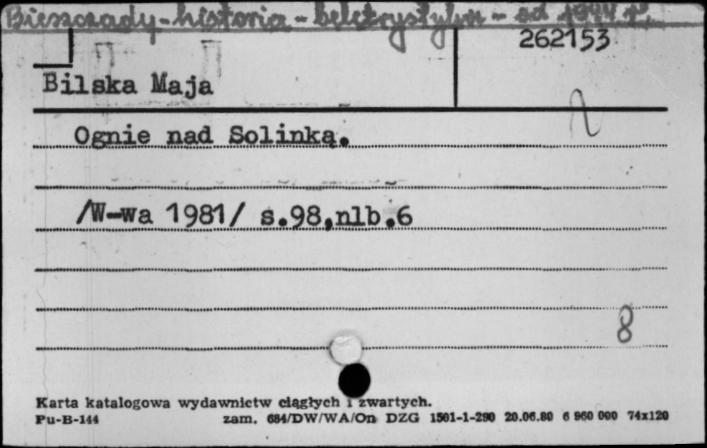 Bieszczady - historia - beletrystyka - od 1944 r.
262153
Bilska Maja
Ognie nad Solinką.
/W-wa 1981/ s.98,nlb.6
8
Karta katalogowa wydawnictw ciągłych i zwartych.
Pu-B-144 zam. 684/DW/WA/On DZG 1501-1-290 20.06.80 6 960 000 74x120